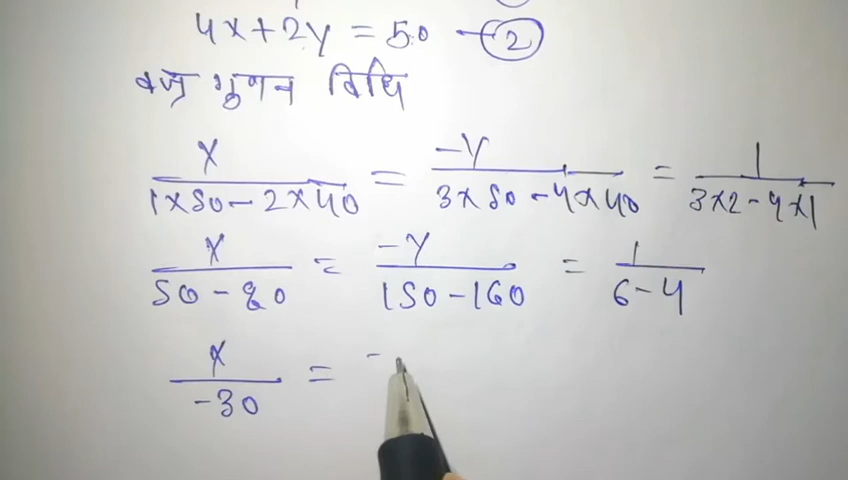 4x+2y = 50 —(2)
वज्र गुणन विधि
x/(1×50-2×40) = -y/(3×50-4×40) = 1/(3×2-4×1)
x/(50-80) = -y/(150-160) = 1/(6-4)
x/-30 = -